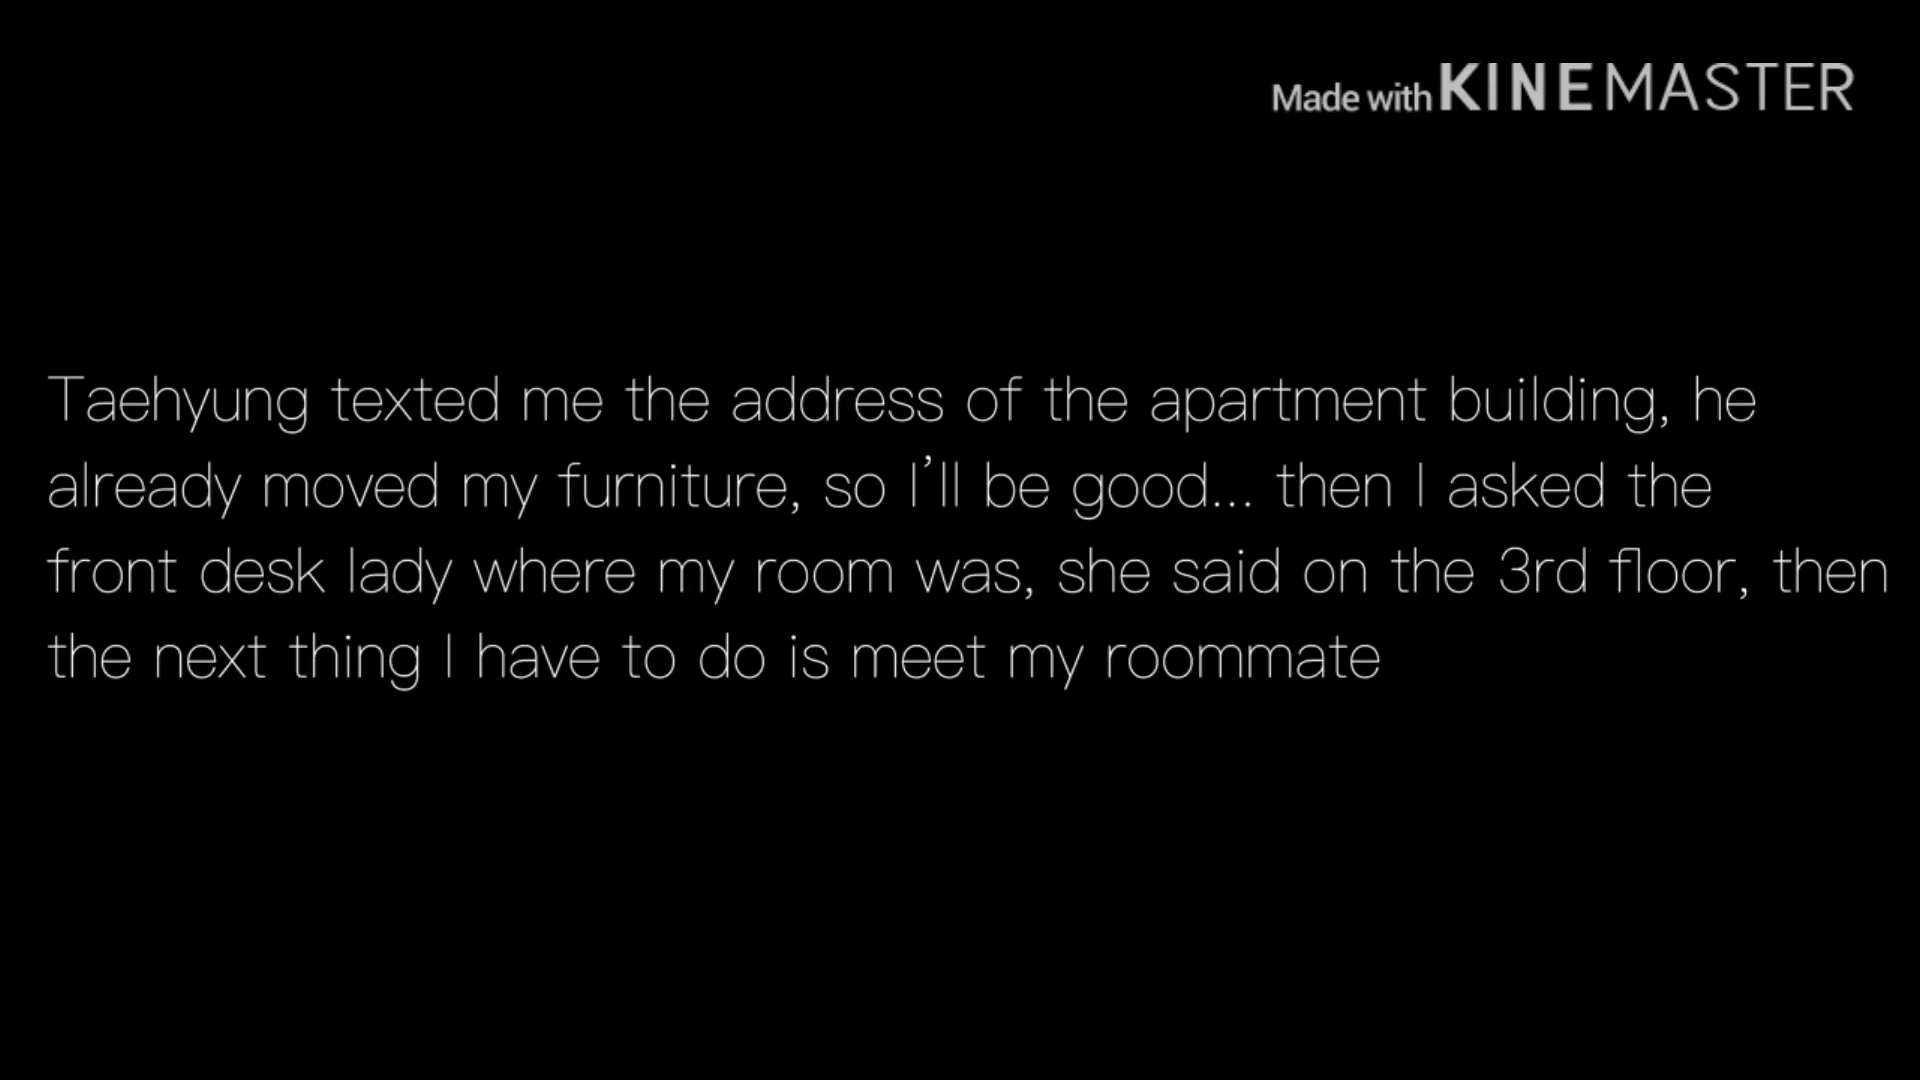 Made with KINEMASTER
Taehyung texted me the address of the apartment building, he
already moved my furniture, so I'll be good... then I asked the
front desk lady where my room was, she said on the 3rd floor, then
the next thing I have to do is meet my roommate